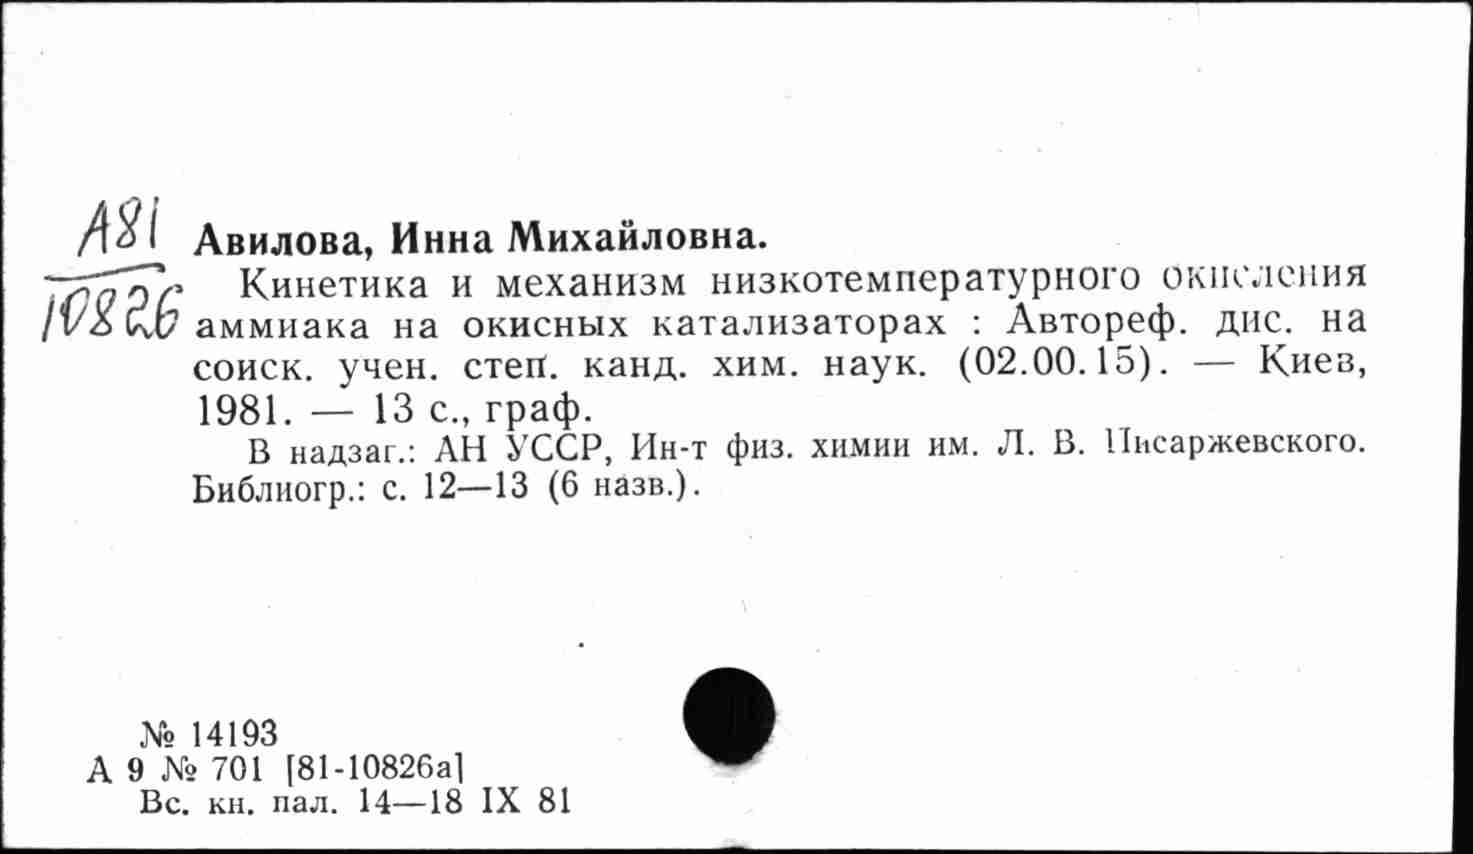 А81
10826
Авилова, Инна Михайловна.
Кинетика и механизм низкотемпературного окисления
аммиака на окисных катализаторах : Автореф. дис. на
соиск. учен. степ. канд. хим. наук. (02.00.15). — Киев,
1981. — 13 с., граф.
В надзаг.: АН УССР, Ин-т физ. химии им. Л. В. Писаржевского.
Библиогр.: с. 12—13 (6 назв.).
№ 14193
А 9 № 701 [81-10826а]
Вс. кн. пал. 14—18 IX 81